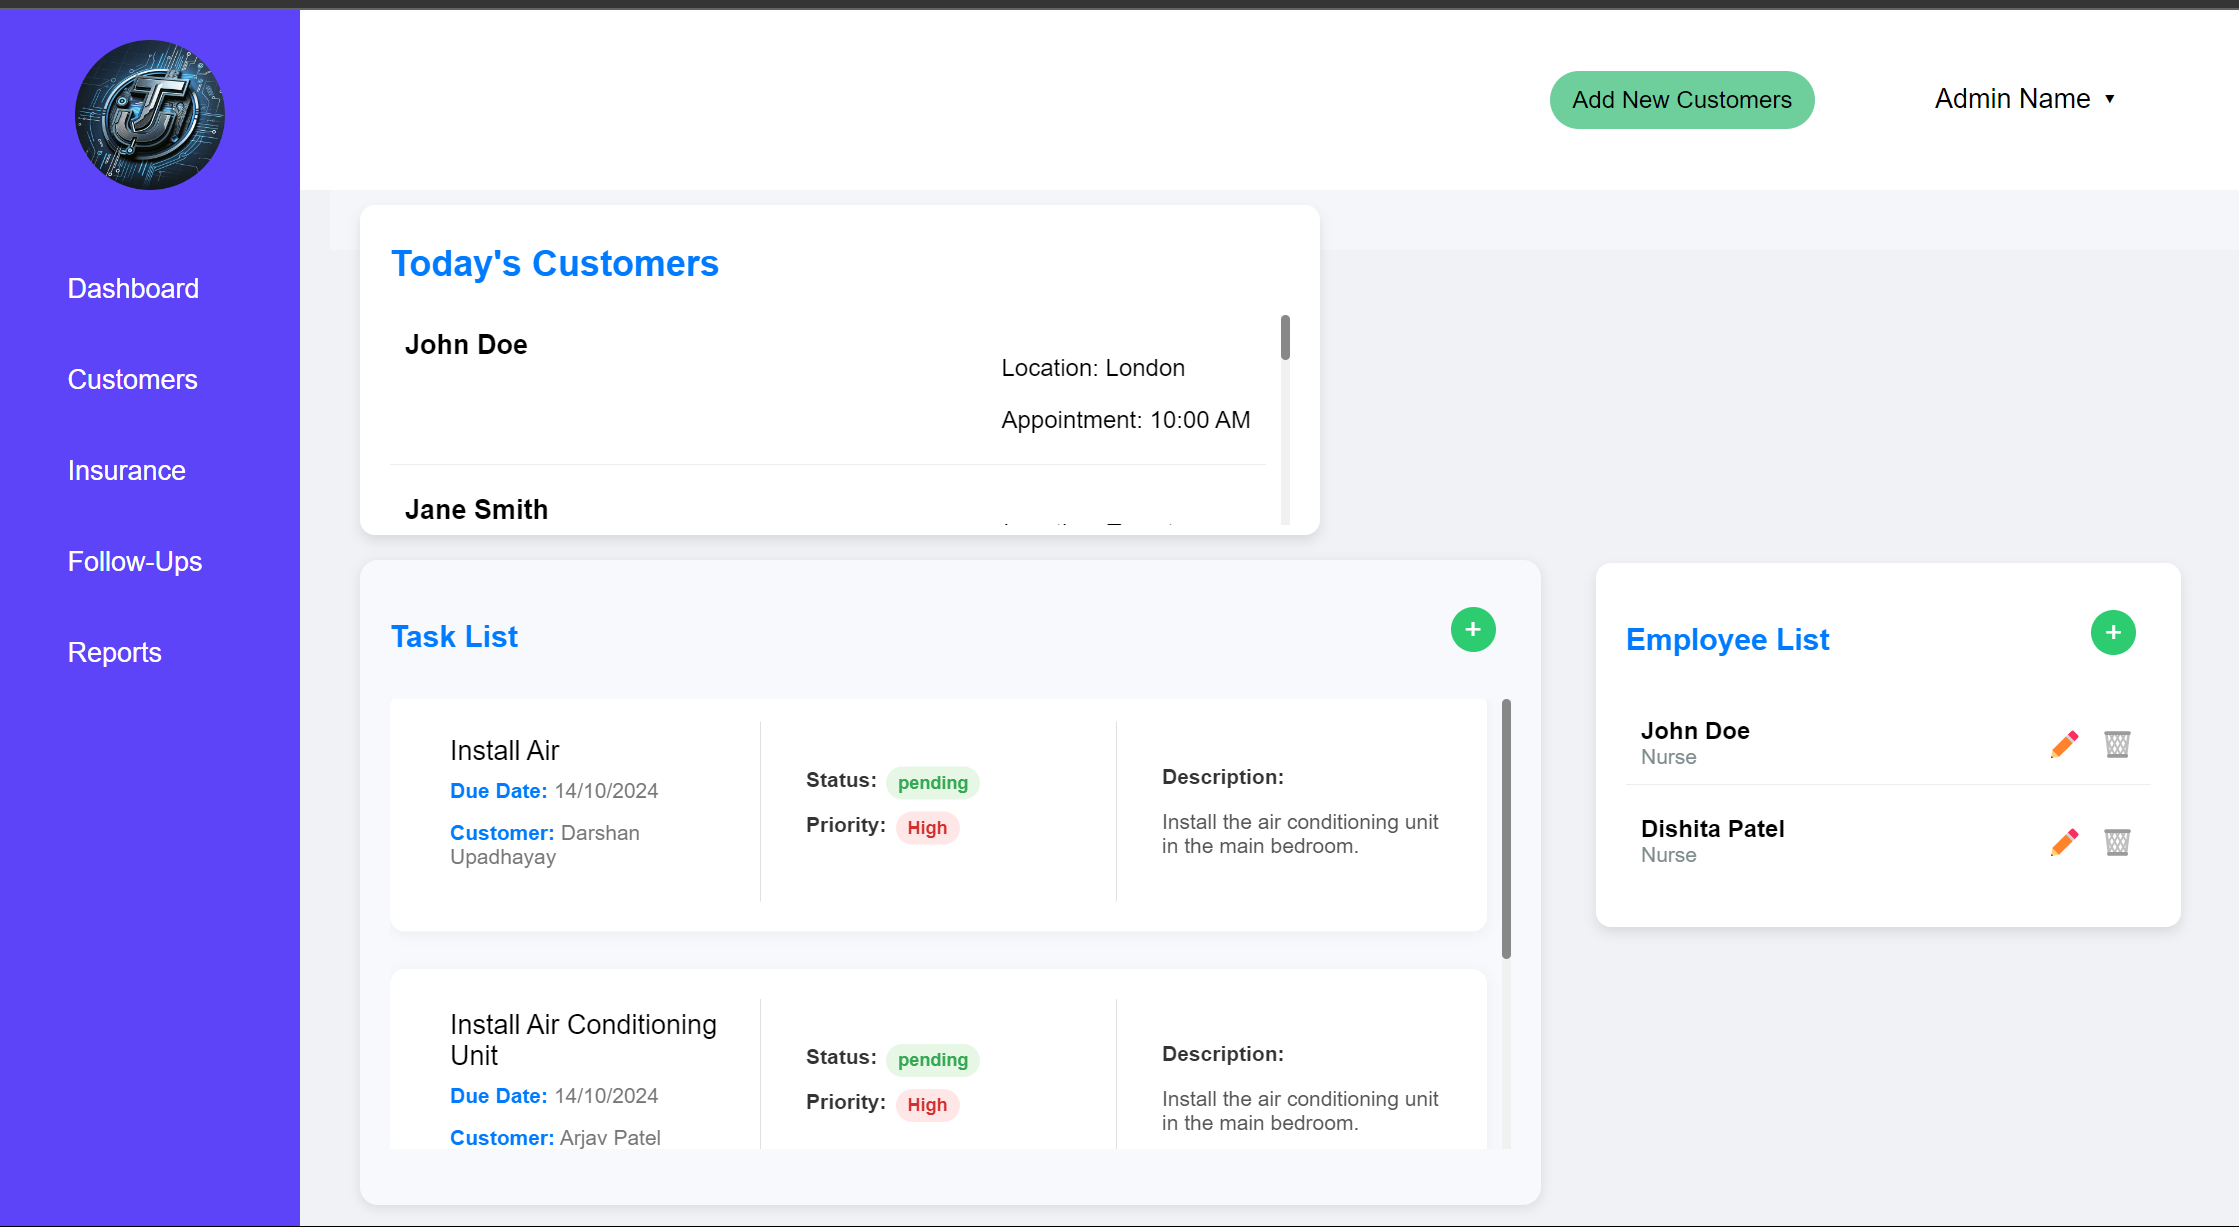 Add New Customers
Admin Name ▼
Dashboard
Customers
Insurance
Follow-Ups
Reports
Today's Customers
John Doe
Location: London
Appointment: 10:00 AM
Jane Smith
Task List
+
Install Air
Due Date: 14/10/2024
Customer: Darshan
Upadhayay
Status: pending
Priority: High
Description:
Install the air conditioning unit
in the main bedroom.
Install Air Conditioning
Unit
Due Date: 14/10/2024
Customer: Arjav Patel
Status: pending
Priority: High
Description:
Install the air conditioning unit
in the main bedroom.
Employee List
+
John Doe
Nurse
Dishita Patel
Nurse